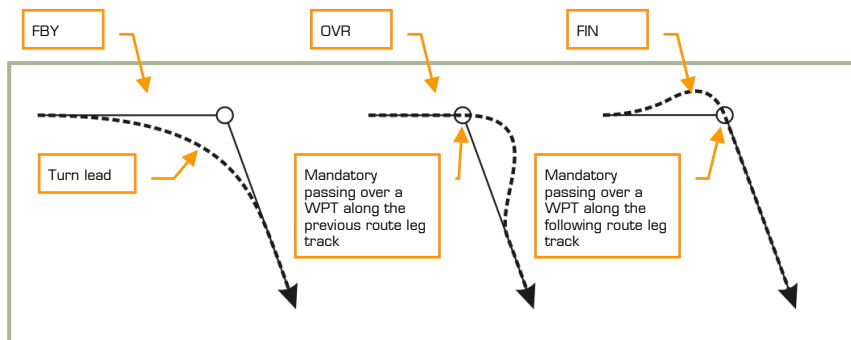 FBY
OVR
FIN
Turn lead
Mandatory
passing over a
WPT along the
previous route leg
track
Mandatory
passing over a
WPT along the
following route leg
track